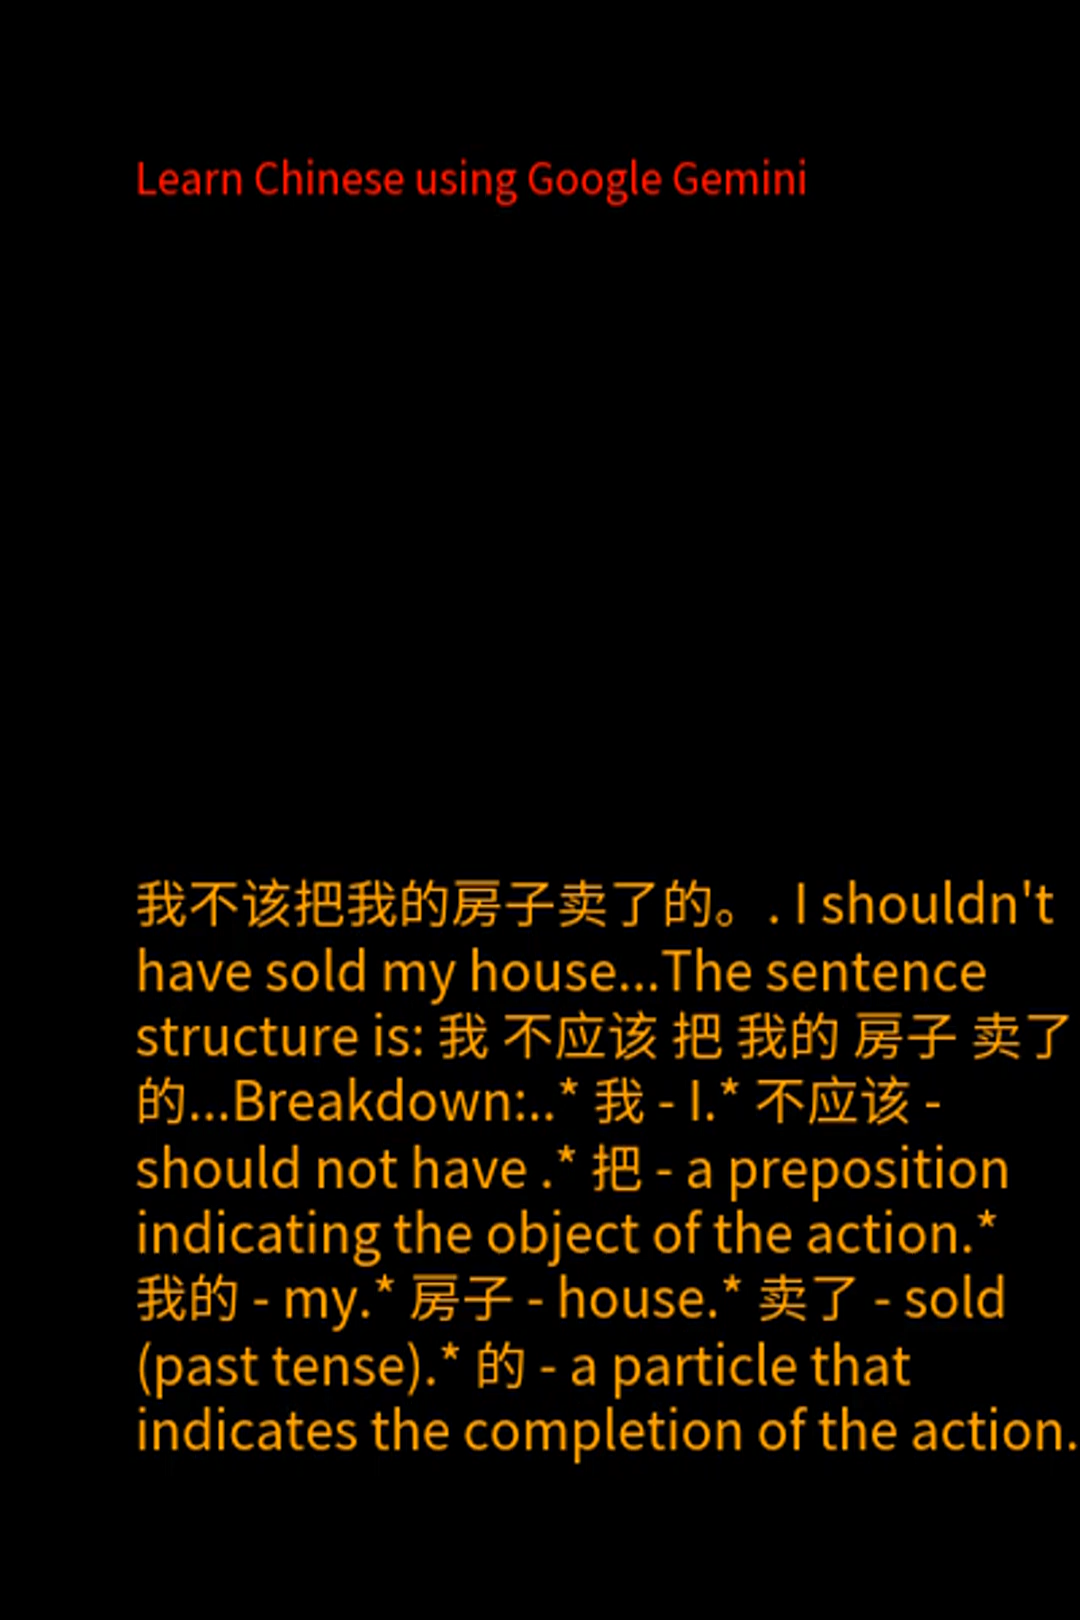 Learn Chinese using Google Gemini
我不该把我的房子卖了的。. I shouldn't
have sold my house...The sentence
structure is: 我 不应该 把 我的 房子 卖了
的...Breakdown:..* 我 - I.* 不应该 -
should not have .* 把 - a preposition
indicating the object of the action.*
我的 - my.* 房子 - house.* 卖了 - sold
(past tense).* 的 - a particle that
indicates the completion of the action.